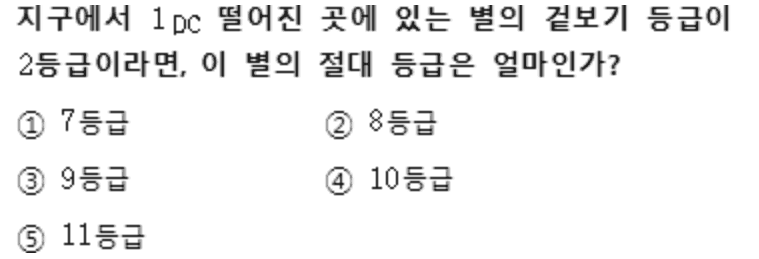 지구에서 1pc 떨어진 곳에 있는 별의 겉보기 등급이
2등급이라면, 이 별의 절대 등급은 얼마인가?
① 7등급 ② 8등급
③ 9등급 ④ 10등급
⑤ 11등급